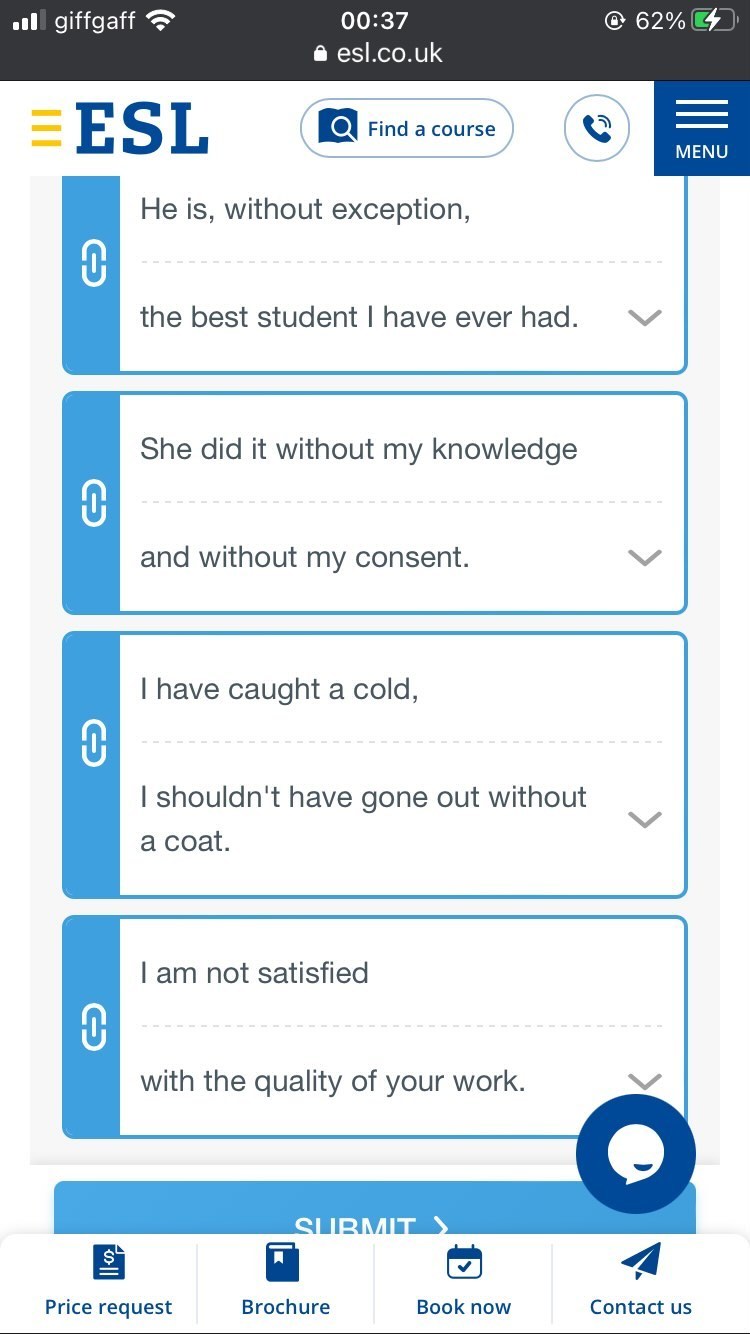 giffgaff 00:37 62%
esl.co.uk
ESL Find a course MENU
He is, without exception,
the best student I have ever had.
She did it without my knowledge
and without my consent.
I have caught a cold,
I shouldn't have gone out without
a coat.
I am not satisfied
with the quality of your work.
SUBMIT
Price request Brochure Book now Contact us